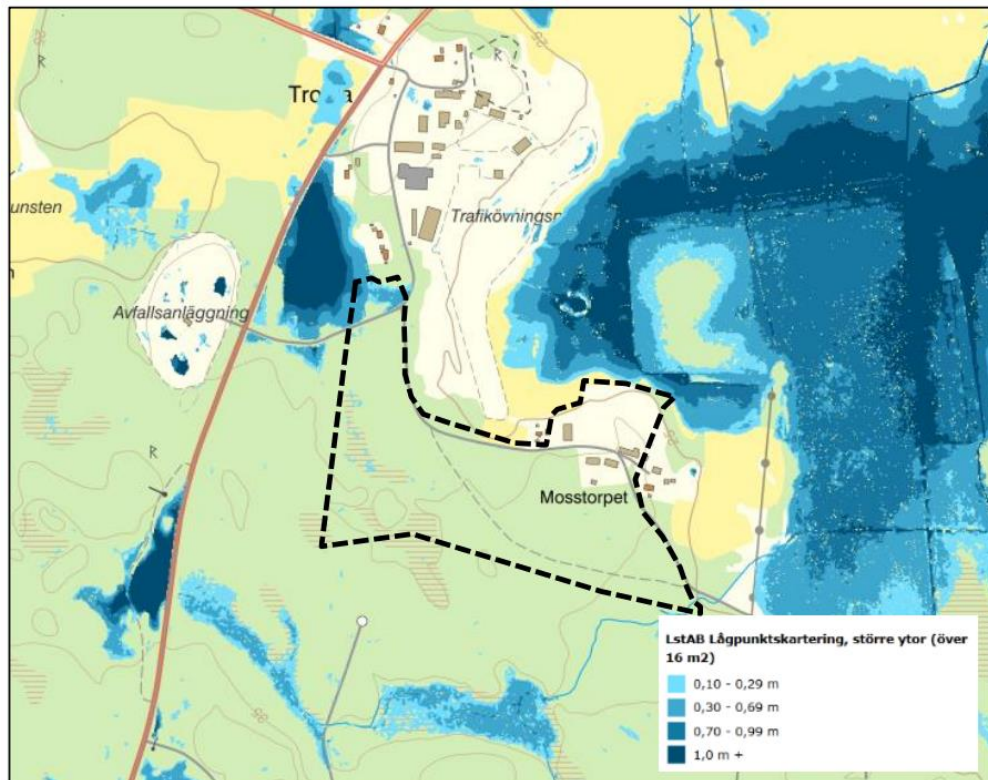 R
R
unsten
Trafikövningsp
Avfallsanläggning
R
Mosstorpet
LstAB Lågpunktskartering, större ytor (över
16 m2)
0,10 - 0,29 m
0,30 - 0,69 m
0,70 - 0,99 m
1,0 m +